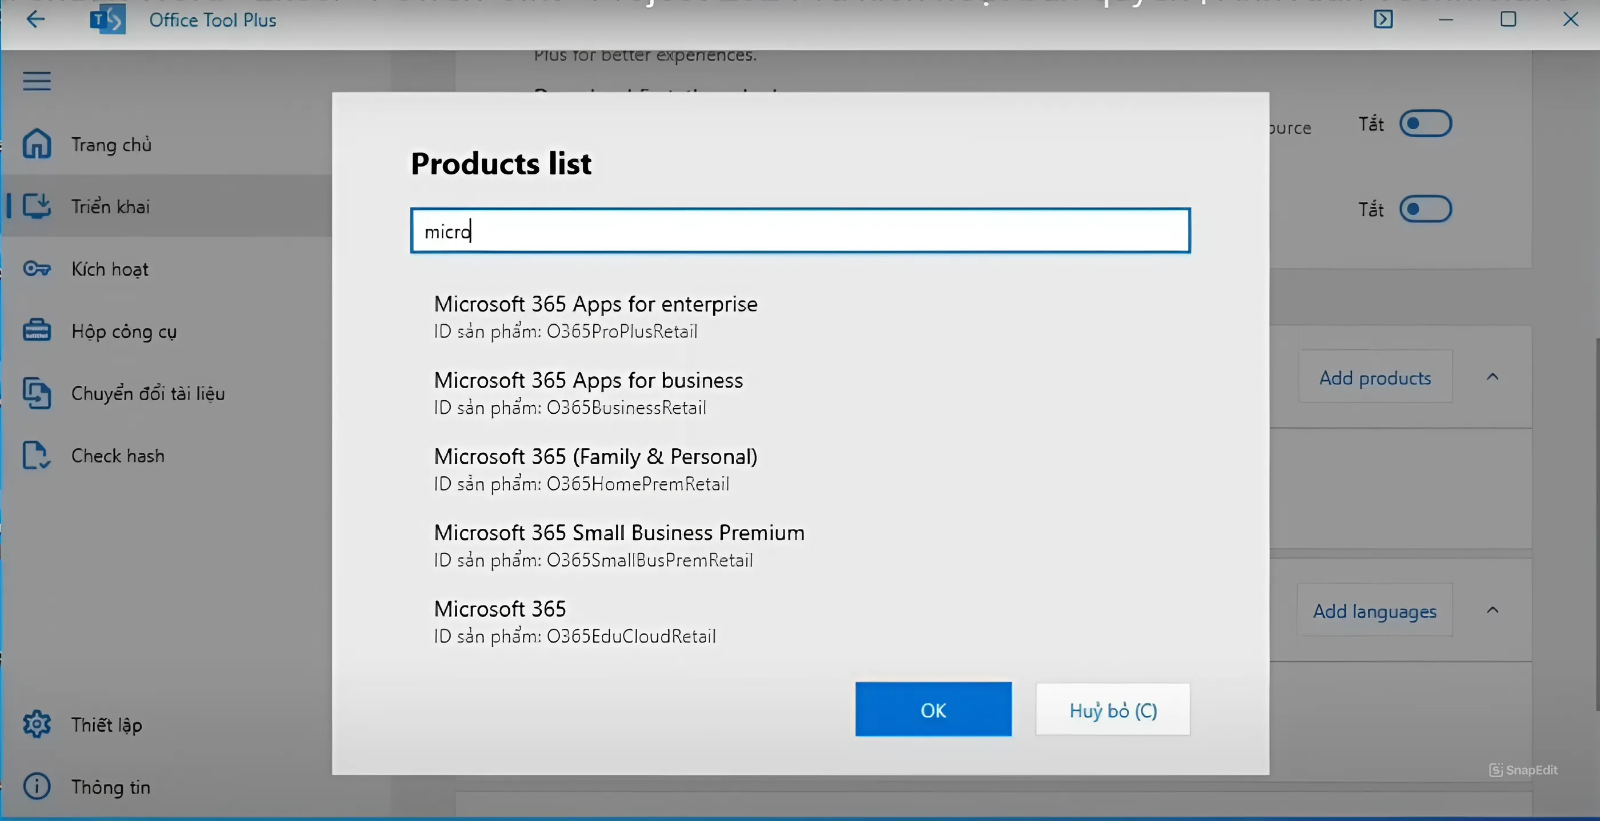 Office Tool Plus
Plus for better experiences.
Trang chủ
ource
Tắt
Triển khai
Tắt
Kích hoạt
Hộp công cụ
Chuyển đổi tài liệu
Check hash
Thiết lập
Thông tin
Products list
micro
Microsoft 365 Apps for enterprise
ID sản phẩm: O365ProPlusRetail
Microsoft 365 Apps for business
ID sản phẩm: O365BusinessRetail
Microsoft 365 (Family & Personal)
ID sản phẩm: O365HomePremRetail
Microsoft 365 Small Business Premium
ID sản phẩm: O365SmallBusPremRetail
Microsoft 365
ID sản phẩm: O365EduCloudRetail
OK
Huỷ bỏ (C)
Add products
Add languages
SnapEdit